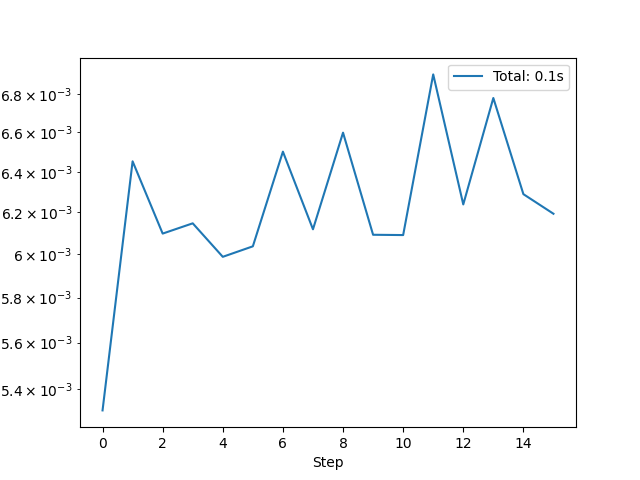 Total: 0.1s
6.8 × 10⁻³
6.6 × 10⁻³
6.4 × 10⁻³
6.2 × 10⁻³
6 × 10⁻³
5.8 × 10⁻³
5.6 × 10⁻³
5.4 × 10⁻³
0 2 4 6 8 10 12 14
Step